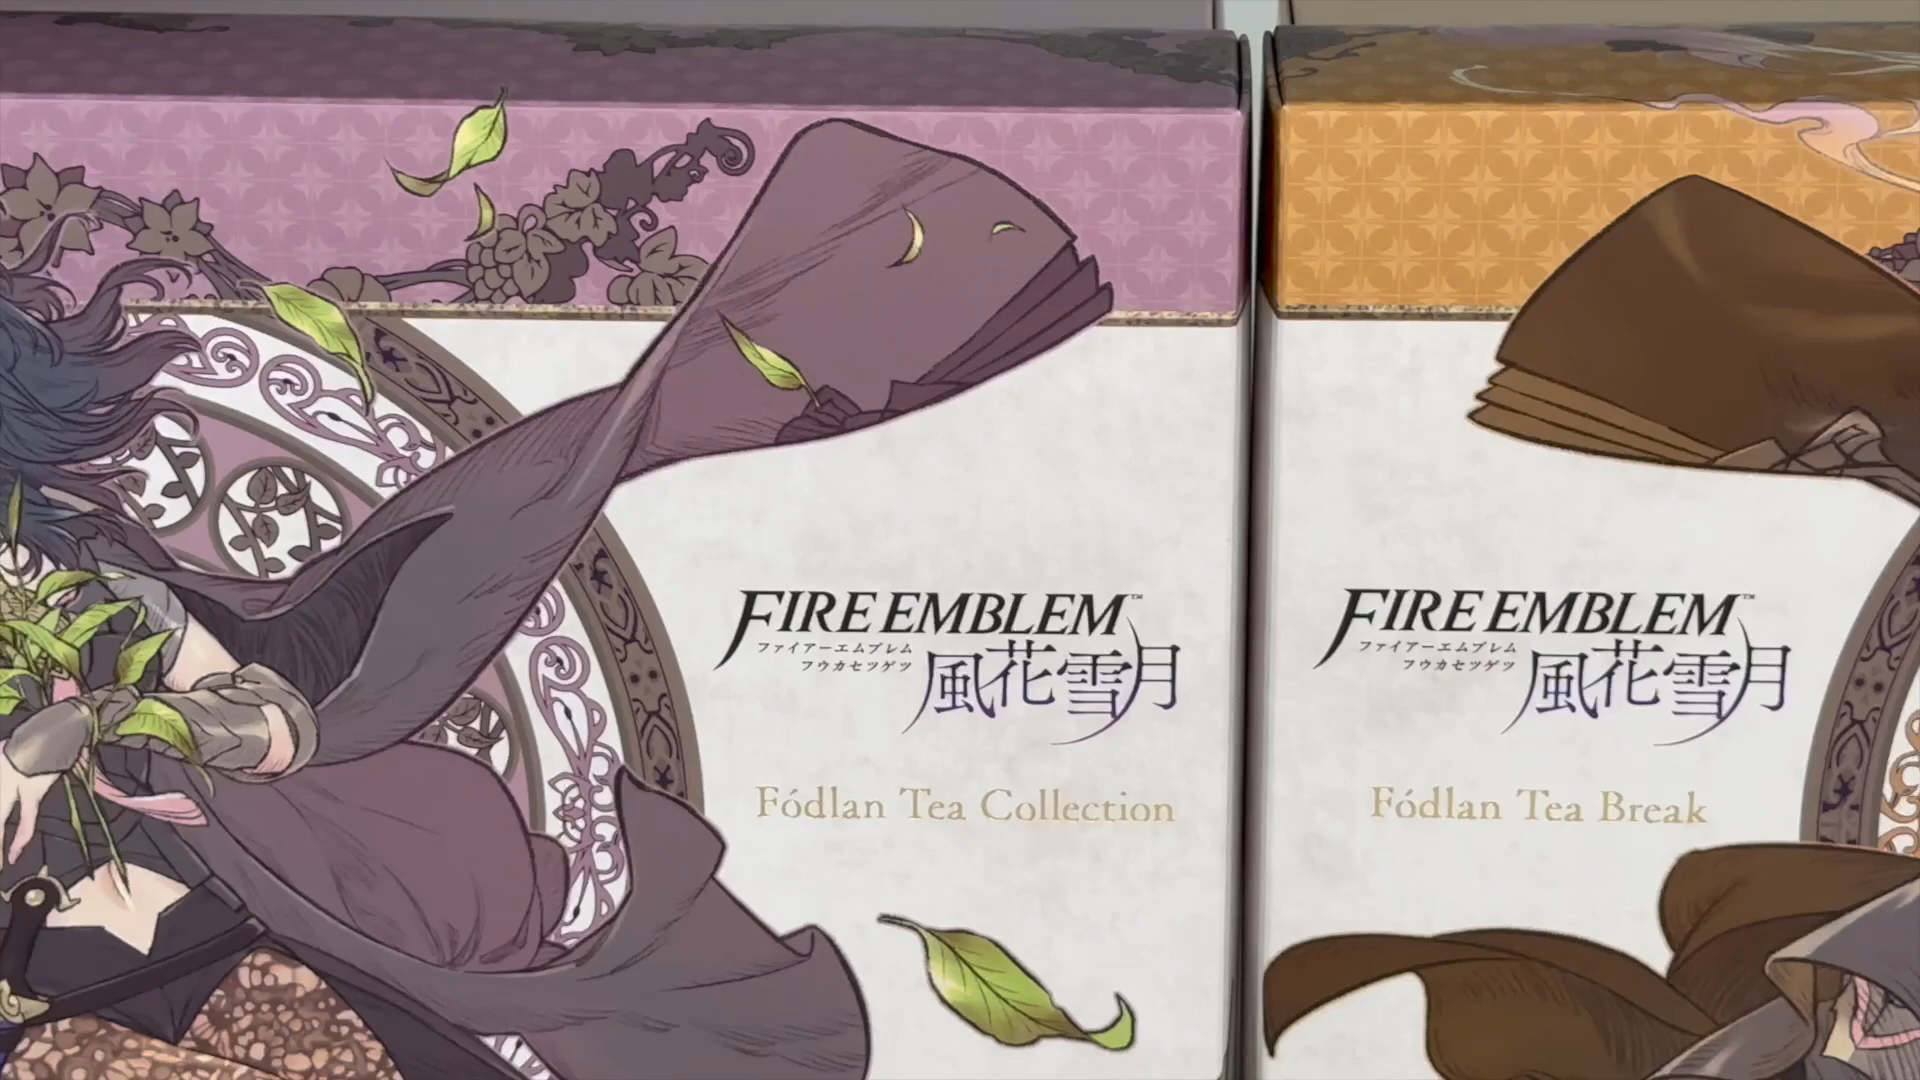 FIRE EMBLEM™
ファイアーエムブレム
フウカセツゲツ
風花雪月
Fódlan Tea Collection
FIRE EMBLEM™
ファイアーエムブレム
フウカセツゲツ
風花雪月
Fódlan Tea Break